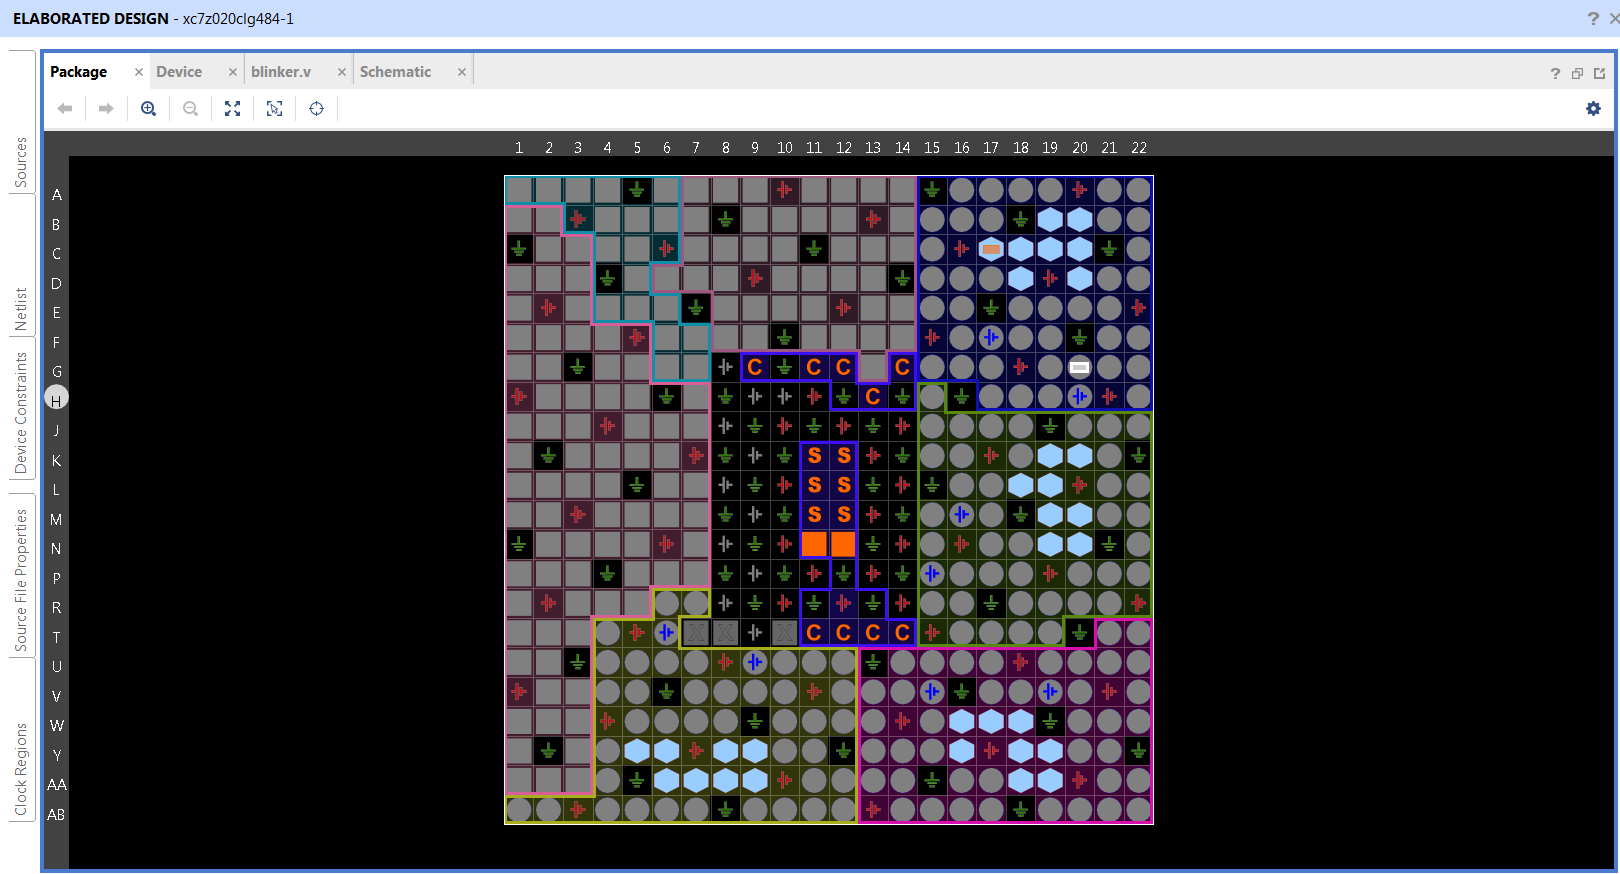 ELABORATED DESIGN - xc7z020clg484-1
?
Package
Device
blinker.v
Schematic
?
Sources
Netlist
Device Constraints
Source File Properties
Clock Regions
1 2 3 4 5 6 7 8 9 10 11 12 13 14 15 16 17 18 19 20 21 22
A
B
C
D
E
F
G C C C C
H C
J
K S S
L S S
M S S
N
P
R
T X X X C C C C
U
V
W
Y
AA
AB